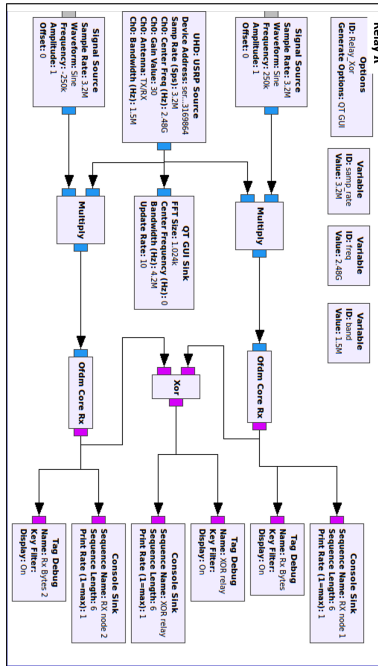 Relay A
Options
ID: Relay_Xor
Generate Options: QT GUI
Variable
ID: samp_rate
Value: 3.2M
Variable
ID: freq
Value: 2.48G
Variable
ID: band
Value: 1.5M
Signal Source
Sample Rate: 3.2M
Waveform: Sine
Frequency: -250k
Amplitude: 1
Offset: 0
Multiply
Ofdm Core Rx
Console Sink
Sequence Name: RX node 1
Sequence Length: 6
Print Rate (1=max): 1
Tag Debug
Name: Rx Bytes
Key Filter:
Display: On
UHD: USRP Source
Device Address: ser...3169864
Samp Rate (Sps): 3.2M
Ch0: Center Freq (Hz): 2.48G
Ch0: Gain Value: 30
Ch0: Antenna: TX/RX
Ch0: Bandwidth (Hz): 1.5M
QT GUI Sink
FFT Size: 1.024k
Center Frequency (Hz): 0
Bandwidth (Hz): 4.2M
Update Rate: 10
Xor
Tag Debug
Name: XOR relay
Key Filter:
Display: On
Console Sink
Sequence Name: XOR relay
Sequence Length: 6
Print Rate (1=max): 1
Signal Source
Sample Rate: 3.2M
Waveform: Sine
Frequency: -250k
Amplitude: 1
Offset: 0
Multiply
Ofdm Core Rx
Console Sink
Sequence Name: RX node 2
Sequence Length: 6
Print Rate (1=max): 1
Tag Debug
Name: Rx Bytes 2
Key Filter:
Display: On